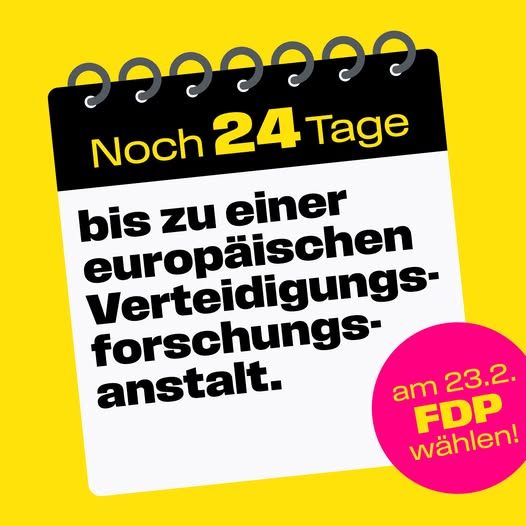 Noch 24 Tage
bis zu einer
europäischen
Verteidigungs-
forschungs-
anstalt.
am 23.2.
FDP
wählen!